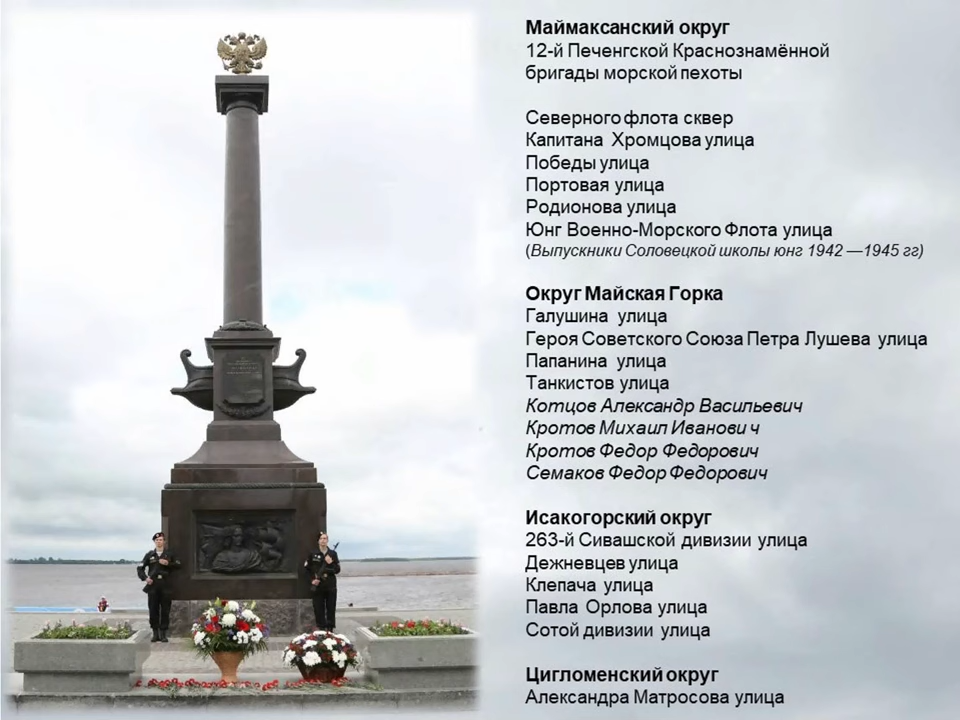 Маймаксанский округ
12-й Печенгской Краснознамённой
бригады морской пехоты
Северного флота сквер
Капитана Хромцова улица
Победы улица
Портовая улица
Родионова улица
Юнг Военно-Морского Флота улица
(Выпускники Соловецкой школы юнг 1942 —1945 гг)
Округ Майская Горка
Галушина улица
Героя Советского Союза Петра Лушева улица
Папанина улица
Танкистов улица
Котцов Александр Васильевич
Кротов Михаил Иванови ч
Кротов Федор Федорович
Семаков Федор Федорович
Исакогорский округ
263-й Сивашской дивизии улица
Дежневцев улица
Клепача улица
Павла Орлова улица
Сотой дивизии улица
Цигломенский округ
Александра Матросова улица